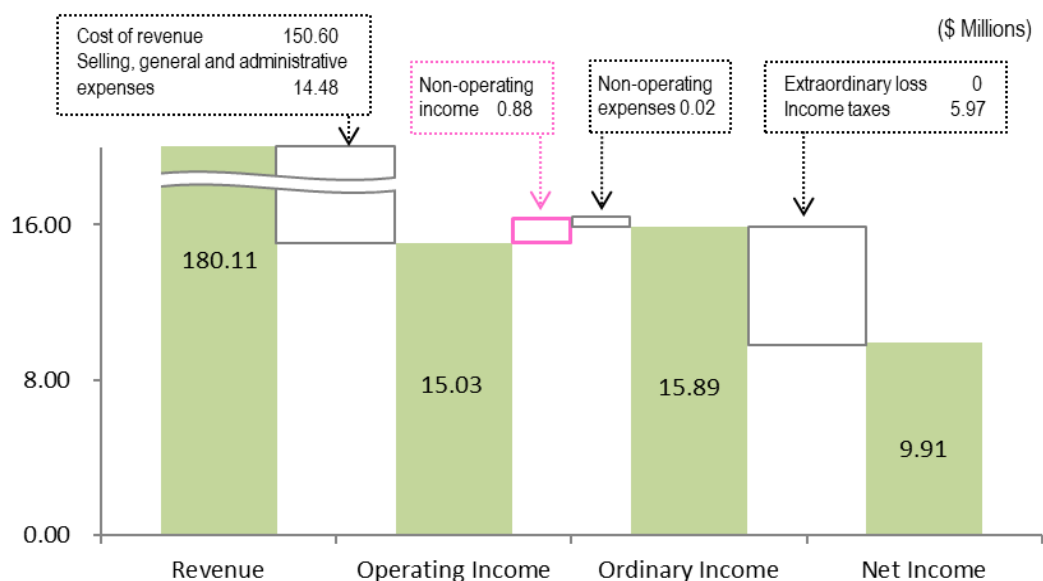 ($ Millions)
Cost of revenue 150.60
Selling, general and administrative
expenses 14.48
Non-operating
income 0.88
Non-operating
expenses 0.02
Extraordinary loss 0
Income taxes 5.97
16.00
8.00
0.00
180.11
15.03
15.89
9.91
Revenue
Operating Income
Ordinary Income
Net Income